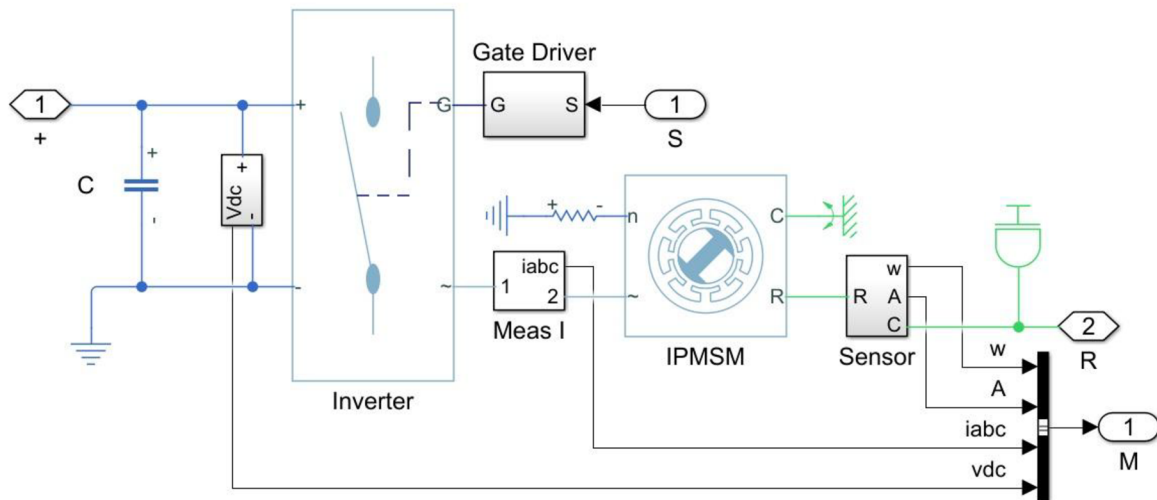 Gate Driver
1
+
+
G
G
S
1
S
C
+
-
+
Vdc
-
+
-
n
C
iabc
1
2
Meas I
-
~
~
R
IPMSM
w
R
A
C
Sensor
2
R
Inverter
w
A
iabc
vdc
1
M